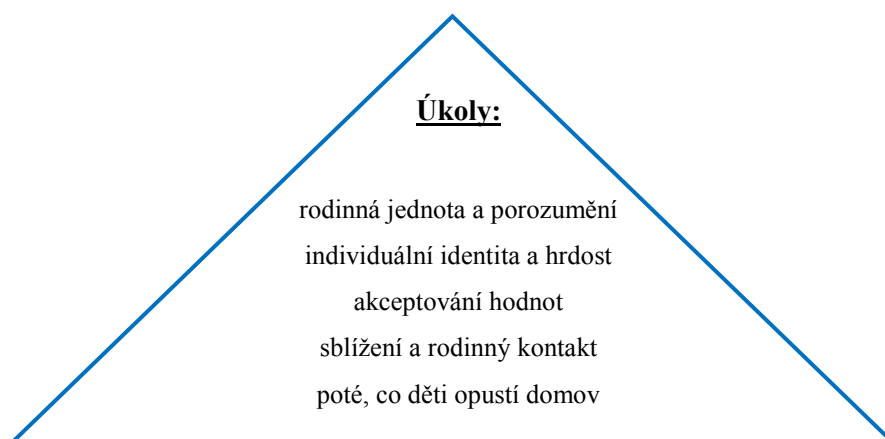 Úkoly:
rodinná jednota a porozumění
individuální identita a hrdost
akceptování hodnot
sblížení a rodinný kontakt
poté, co děti opustí domov